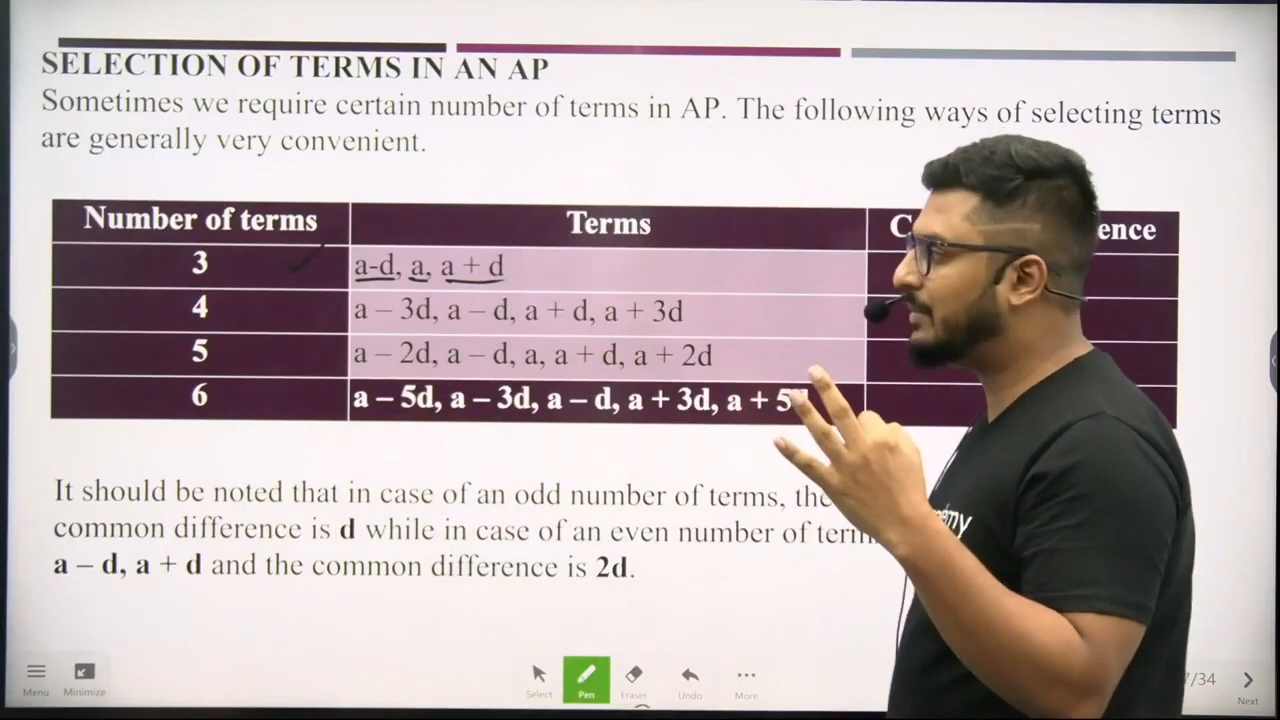 SELECTION OF TERMS IN AN AP
Sometimes we require certain number of terms in AP. The following ways of selecting terms
are generally very convenient.
Number of terms Terms
3 a-d, a, a + d
4 a – 3d, a – d, a + d, a + 3d
5 a – 2d, a – d, a, a + d, a + 2d
6 a – 5d, a – 3d, a – d, a + 3d, a + 5
It should be noted that in case of an odd number of terms, the
common difference is d while in case of an even number of
a – d, a + d and the common difference is 2d.
Menu Minimize Select Pen Eraser Undo More Next
/34